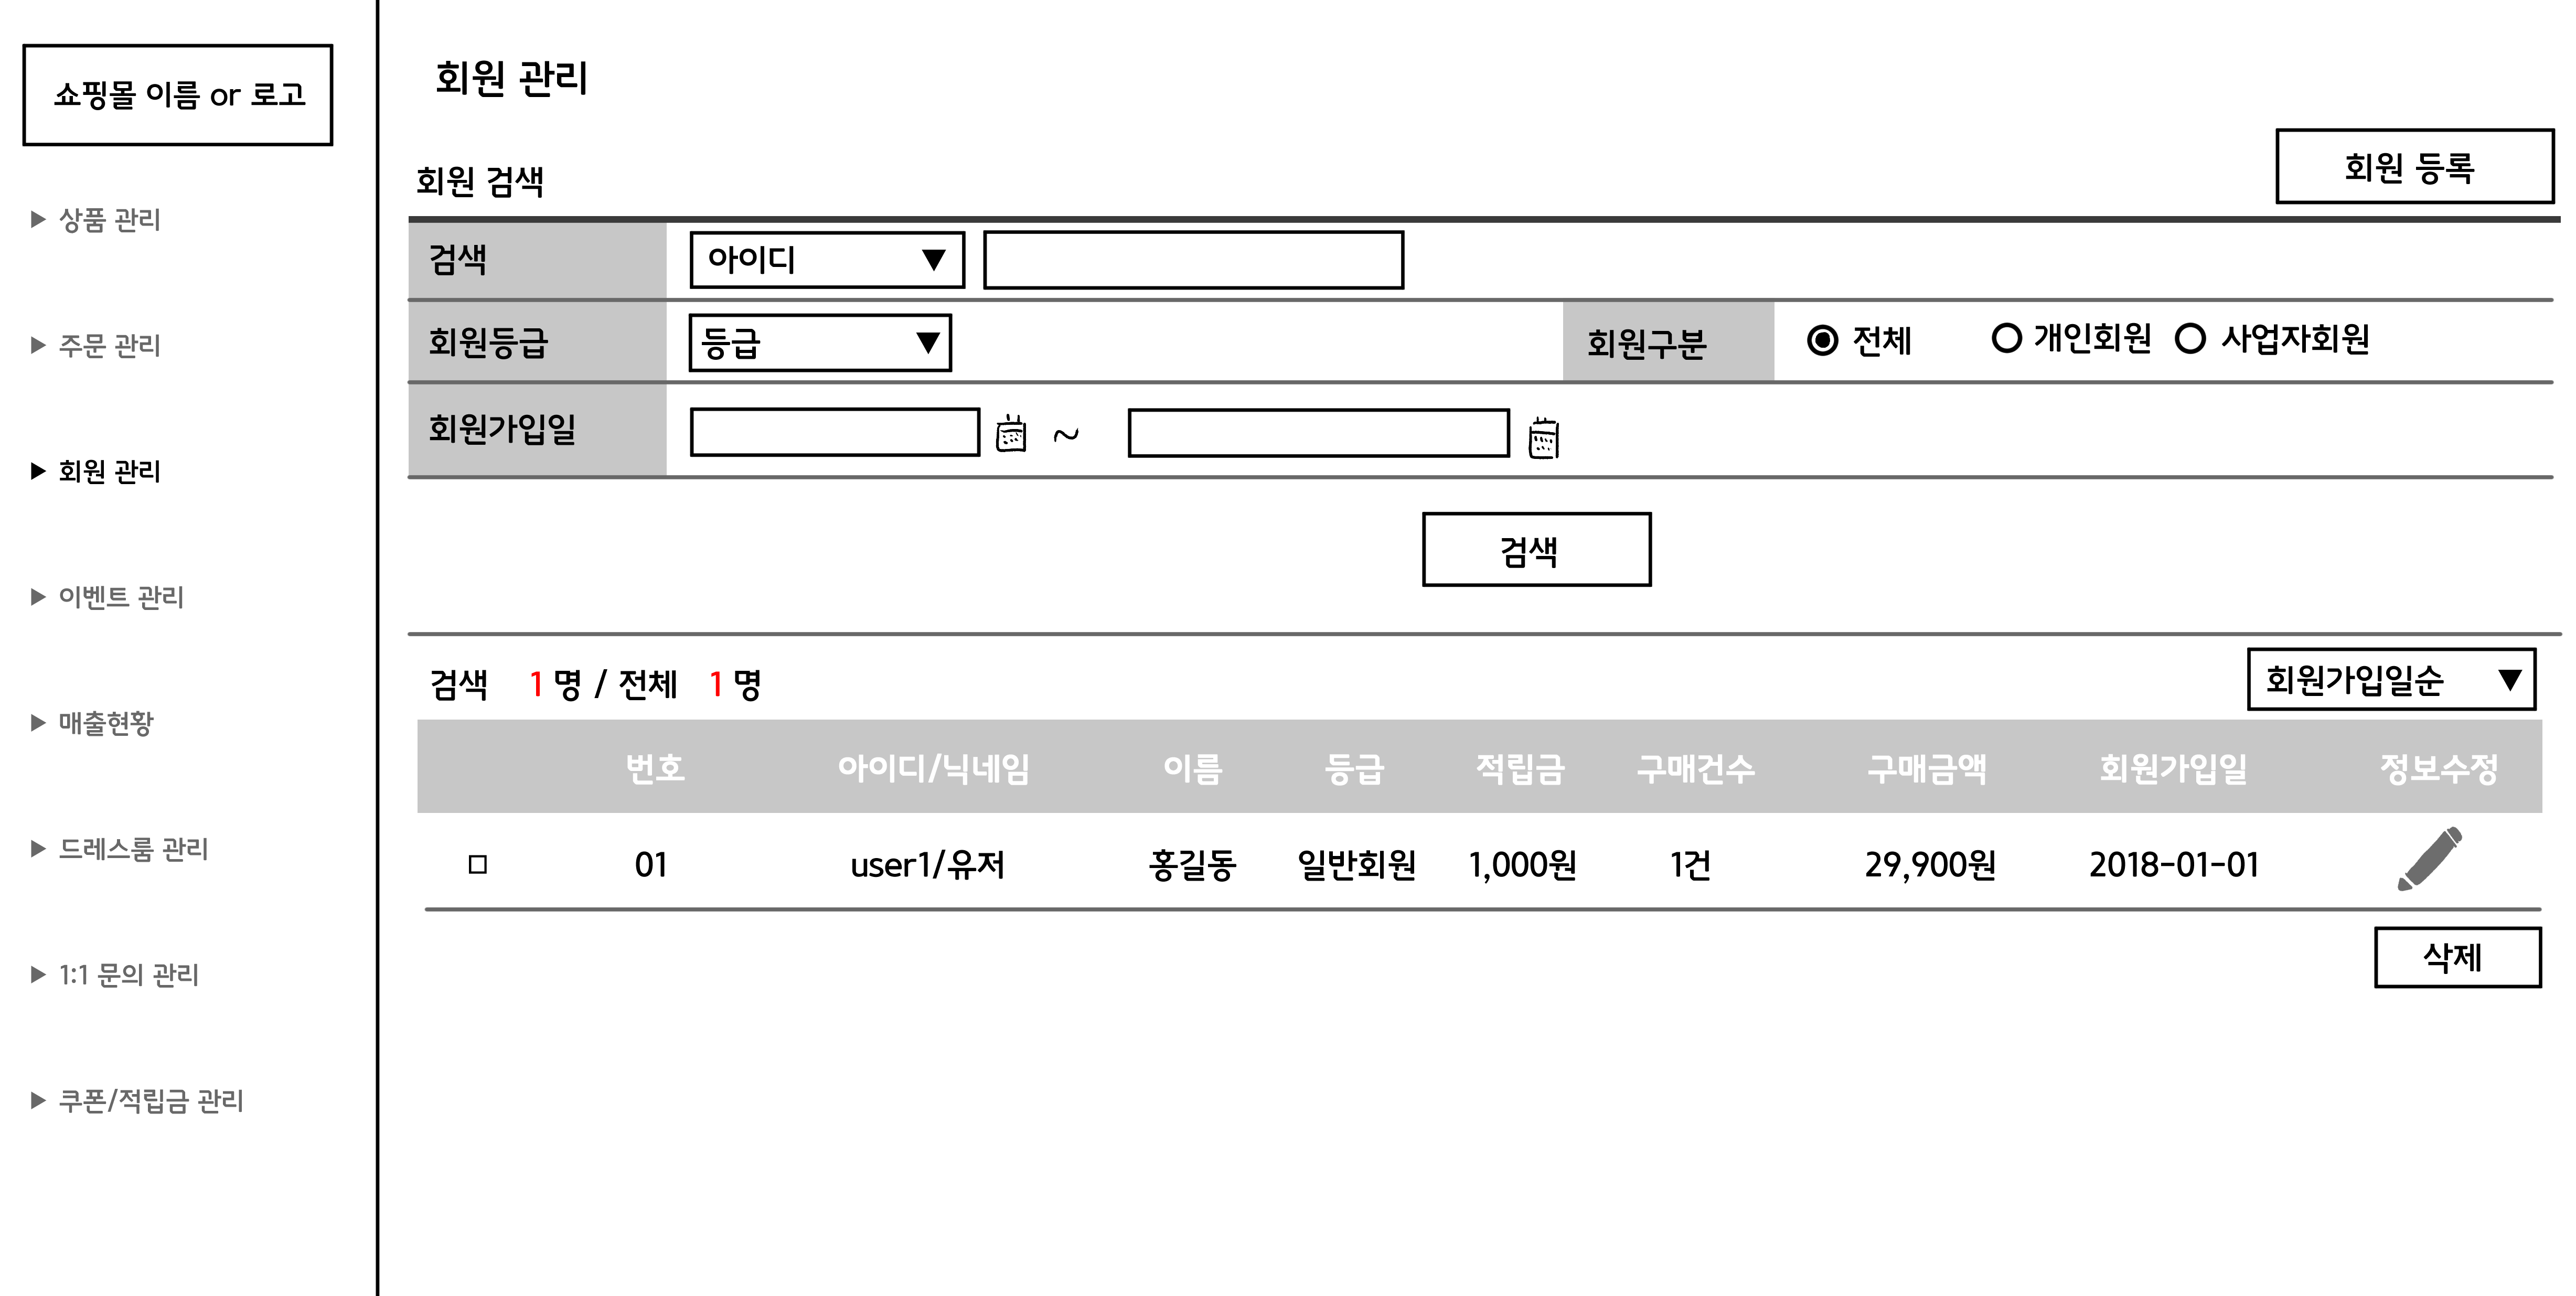 쇼핑몰 이름 or 로고
▶ 상품 관리
▶ 주문 관리
▶ 회원 관리
▶ 이벤트 관리
▶ 매출현황
▶ 드레스룸 관리
▶ 1:1 문의 관리
▶ 쿠폰/적립금 관리
회원 관리
회원 등록
회원 검색
검색 아이디 ▼
회원등급 등급 ▼ 회원구분 전체 개인회원 사업자회원
회원가입일 ~
검색
검색 1 명 / 전체 1 명 회원가입일순 ▼
번호 아이디/닉네임 이름 등급 적립금 구매건수 구매금액 회원가입일 정보수정
01 user1/유저 홍길동 일반회원 1,000원 1건 29,900원 2018-01-01
삭제